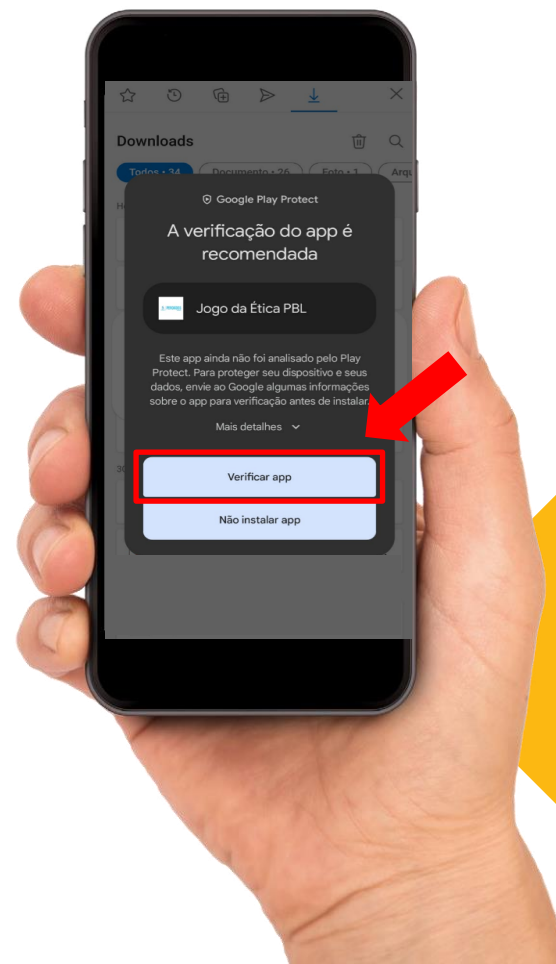 Downloads
Todos • 34 Documento • 26 Foto • 1 Arqu
Google Play Protect
A verificação do app é
recomendada
Jogo da Ética PBL
Este app ainda não foi analisado pelo Play
Protect. Para proteger seu dispositivo e seus
dados, envie ao Google algumas informações
sobre o app para verificação antes de instalar.
Mais detalhes
30
Verificar app
Não instalar app